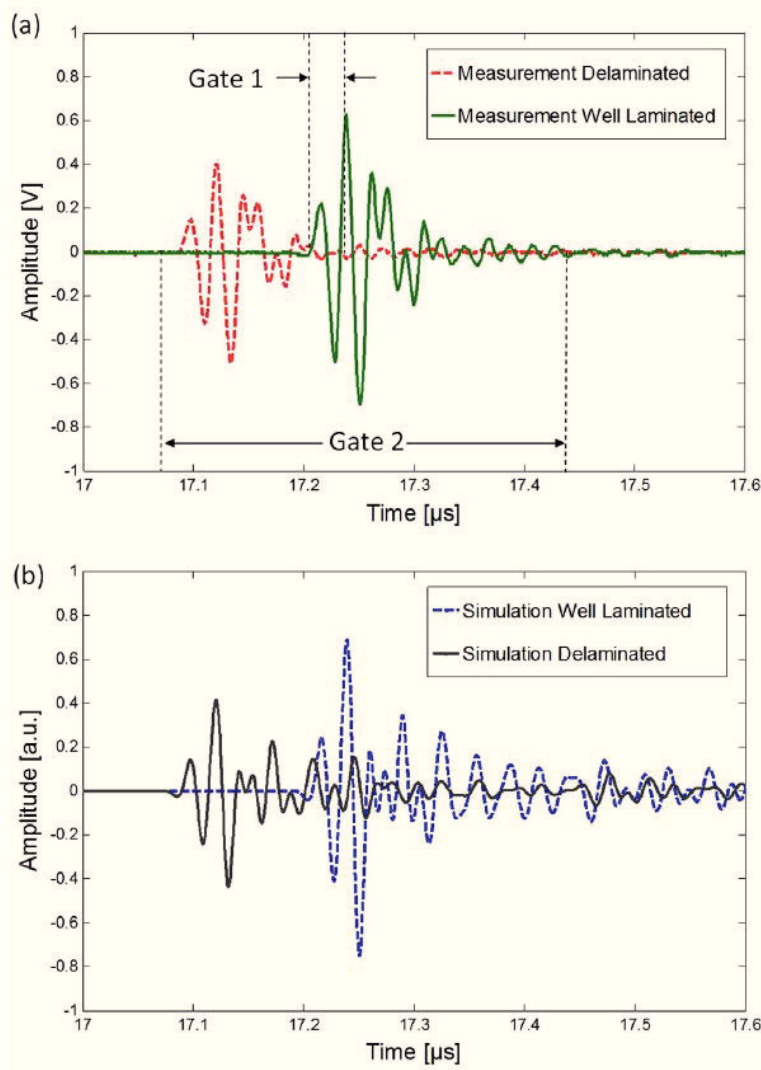 (a)
1
0.8
0.6
0.4
0.2
0
-0.2
-0.4
-0.6
-0.8
-1
Amplitude [V]
Gate 1
Measurement Delaminated
Measurement Well Laminated
Gate 2
17 17.1 17.2 17.3 17.4 17.5 17.6
Time [µs]
(b)
1
0.8
0.6
0.4
0.2
0
-0.2
-0.4
-0.6
-0.8
-1
Amplitude [a.u.]
Simulation Well Laminated
Simulation Delaminated
17 17.1 17.2 17.3 17.4 17.5 17.6
Time [µs]